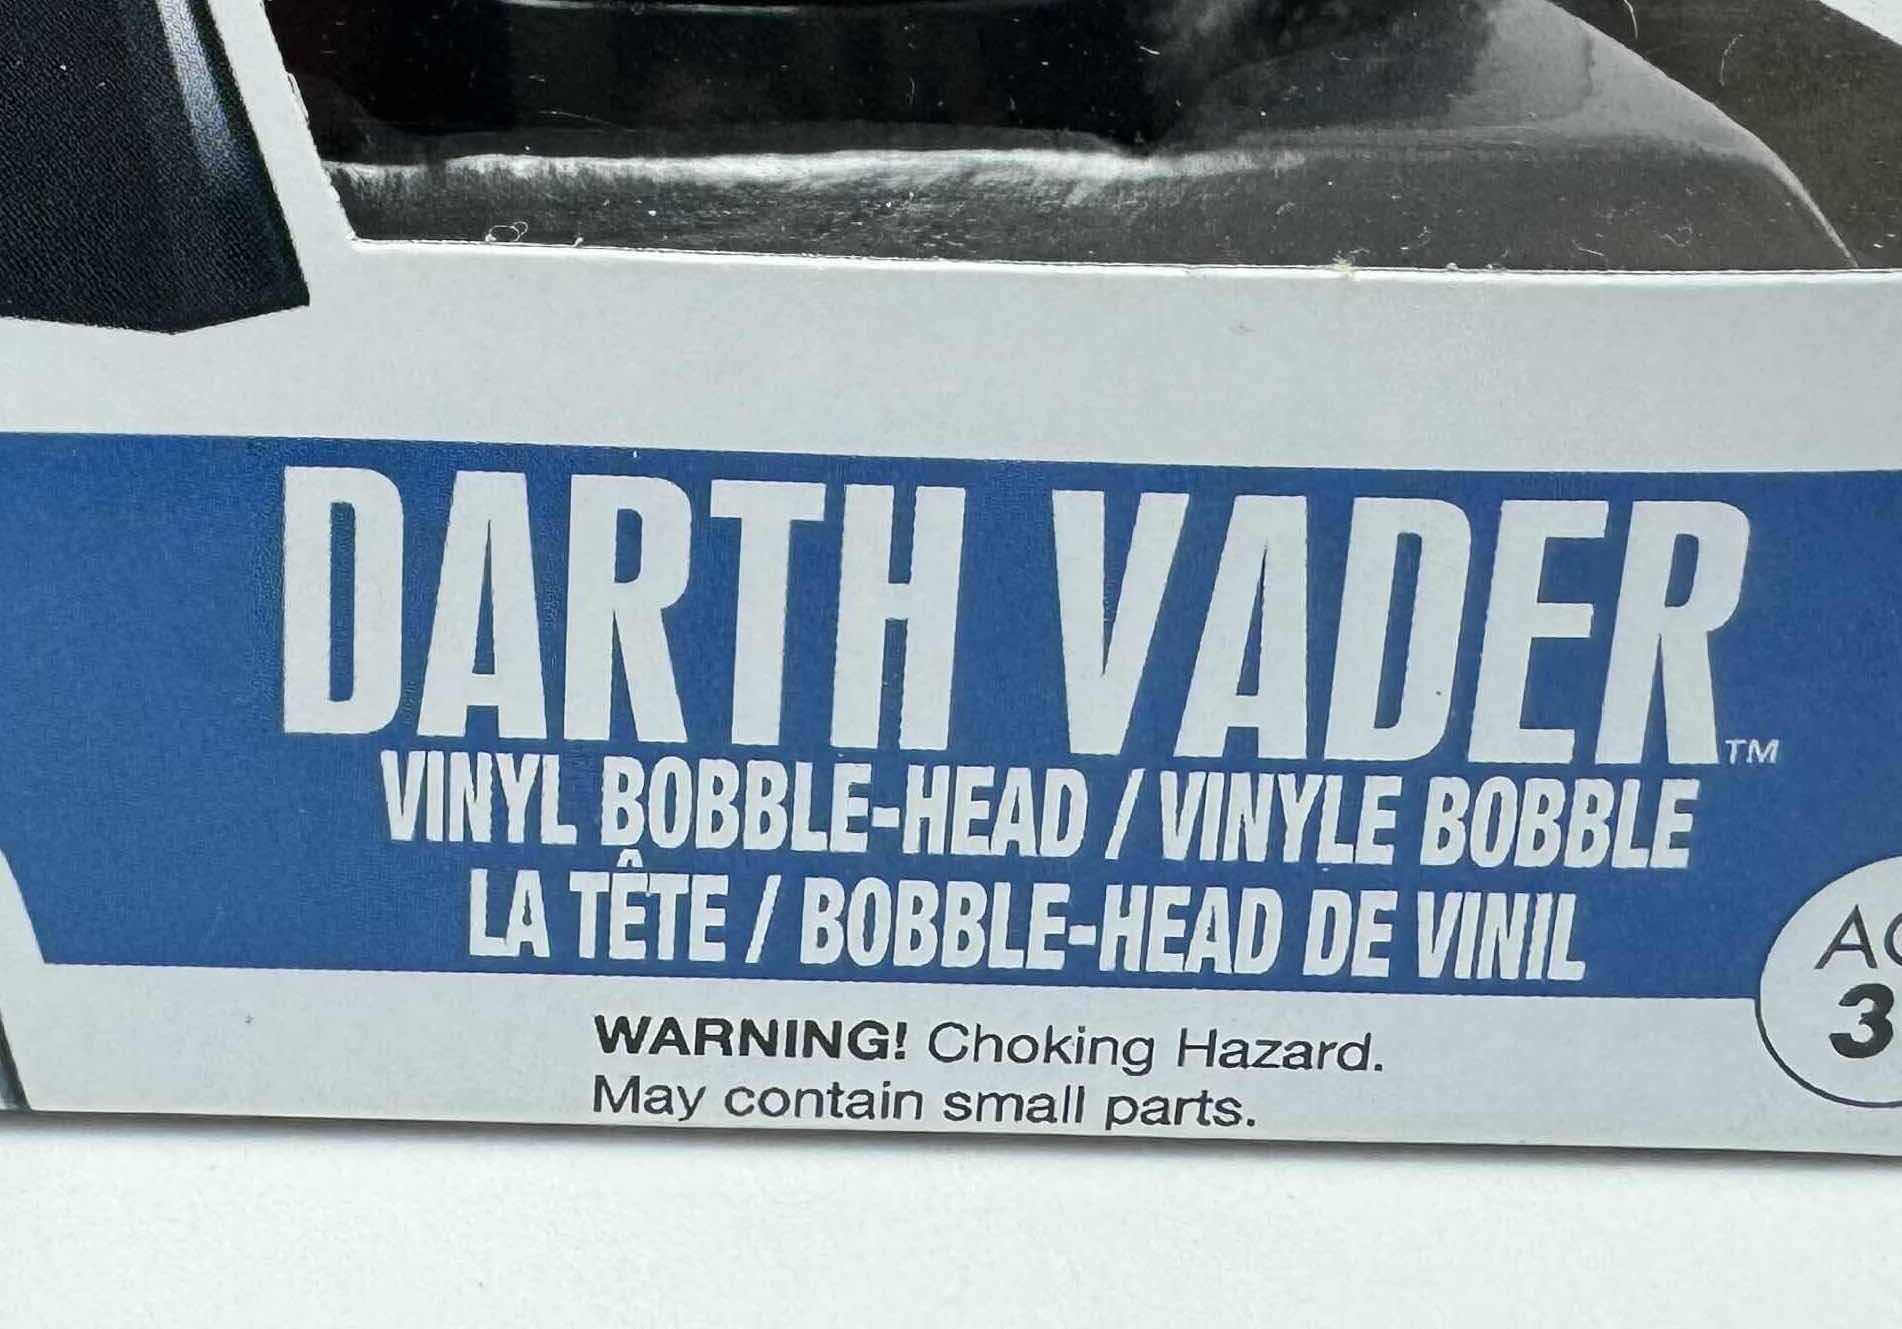 DARTH VADER™
VINYL BOBBLE-HEAD / VINYLE BOBBLE
LA TÊTE / BOBBLE-HEAD DE VINIL
WARNING! Choking Hazard.
May contain small parts.
3